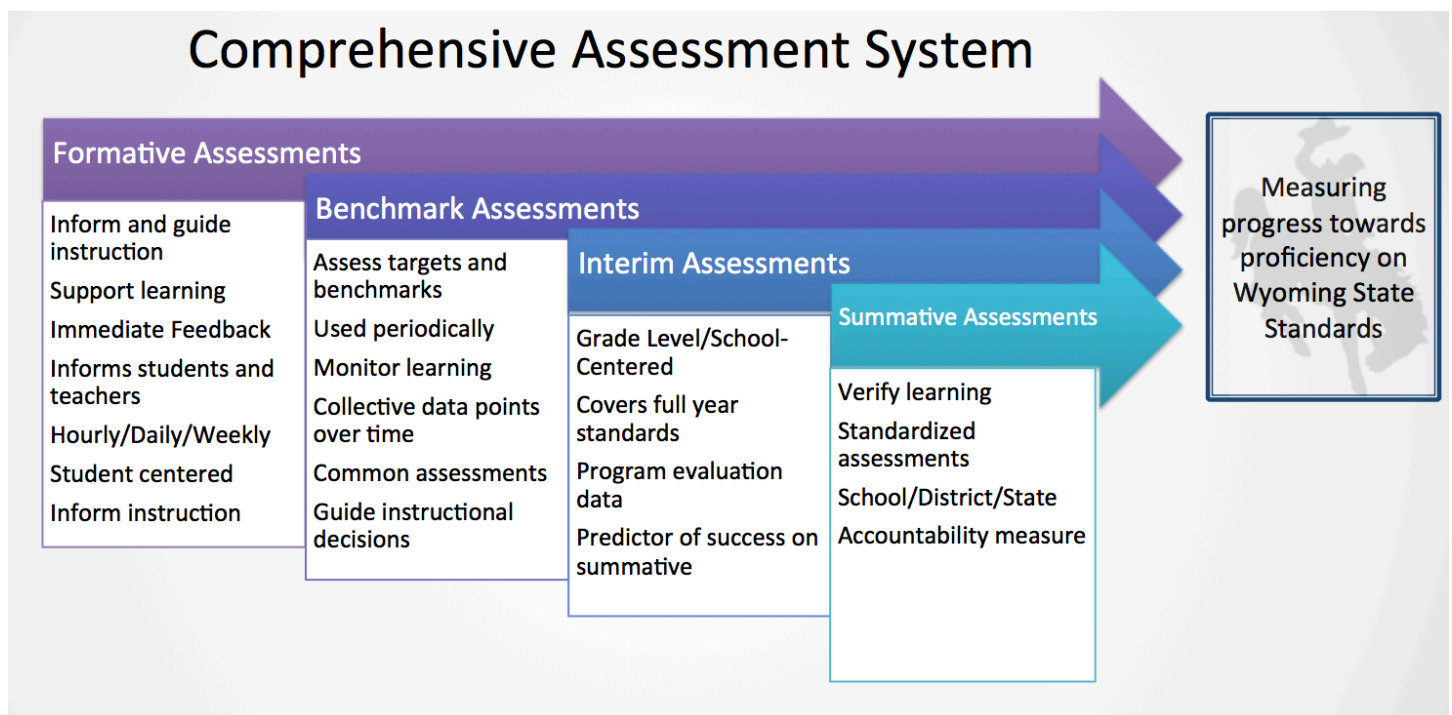 Comprehensive Assessment System
Formative Assessments
Inform and guide
instruction
Support learning
Immediate Feedback
Informs students and
teachers
Hourly/Daily/Weekly
Student centered
Inform instruction
Benchmark Assessments
Assess targets and
benchmarks
Used periodically
Monitor learning
Collective data points
over time
Common assessments
Guide instructional
decisions
Interim Assessments
Grade Level/School-
Centered
Covers full year
standards
Program evaluation
data
Predictor of success on
summative
Summative Assessments
Verify learning
Standardized
assessments
School/District/State
Accountability measure
Measuring
progress towards
proficiency on
Wyoming State
Standards